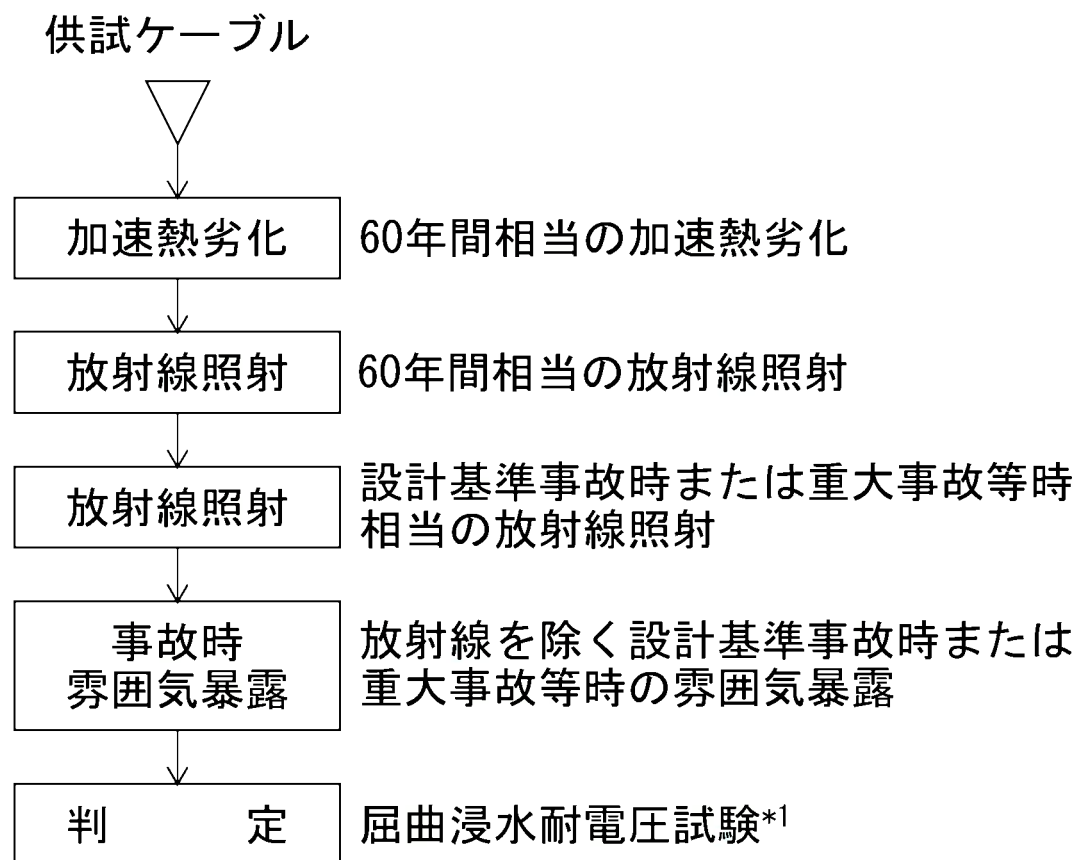 供試ケーブル
加速熱劣化 60年間相当の加速熱劣化
放射線照射 60年間相当の放射線照射
放射線照射 設計基準事故時または重大事故等時
相当の放射線照射
事故時 放射線を除く設計基準事故時または
雰囲気暴露 重大事故等時の雰囲気暴露
判 定 屈曲浸水耐電圧試験*1